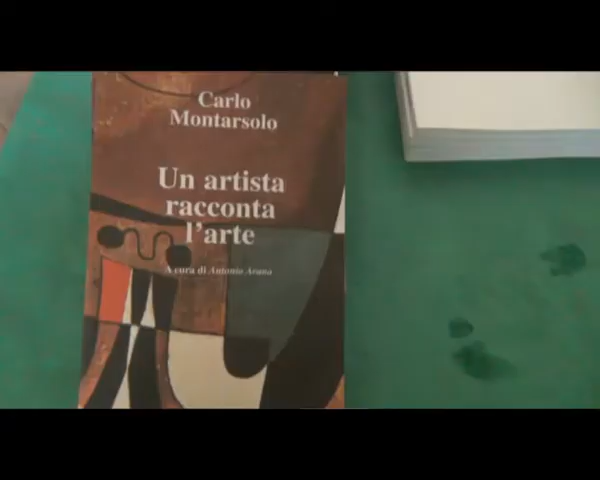 Carlo
Montarsolo
Un artista
racconta
l'arte
A cura di Antonio Arana